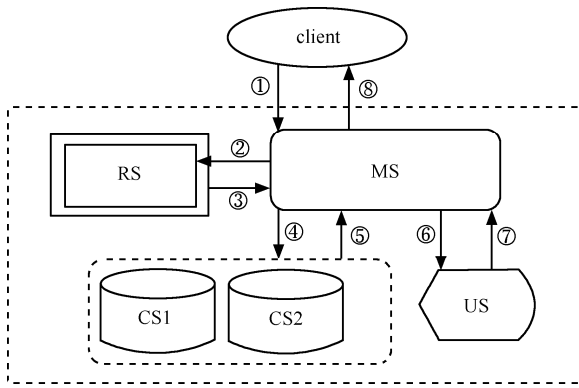 client
①
⑧
RS
②
③
MS
④
⑤
⑥
⑦
CS1
CS2
US